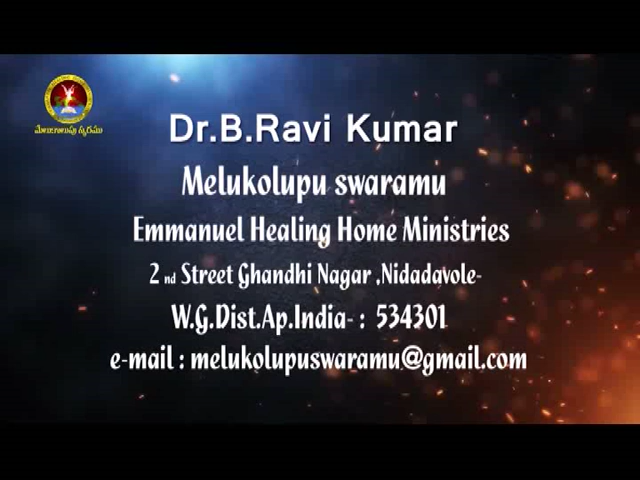 మేలుకొలుపు స్వరము
Dr.B.Ravi Kumar
Melukolupu swaramu
Emmanuel Healing Home Ministries
2 nd Street Ghandhi Nagar ,Nidadavole-
W.G.Dist.Ap.India- : 534301
e-mail : melukolupuswaramu@gmail.com